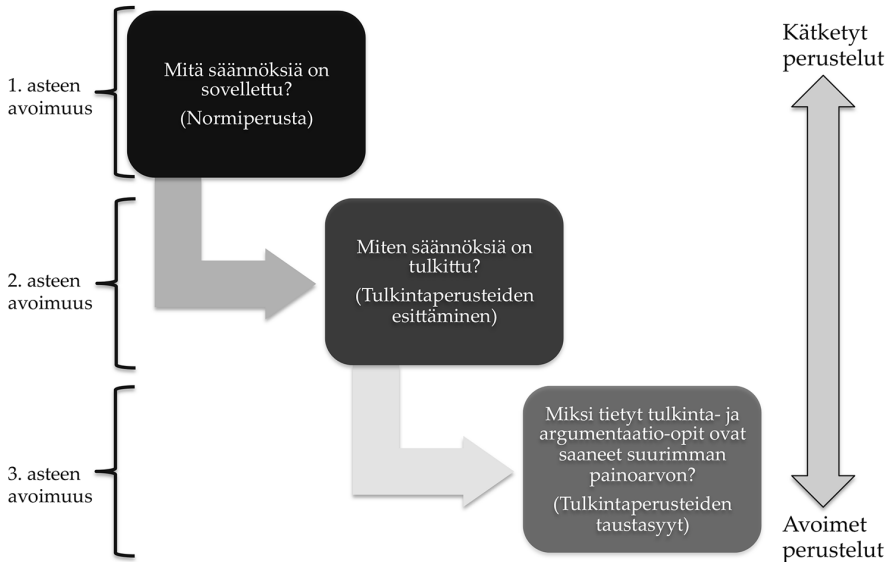 Kätketyt
perustelut
1. asteen
avoimuus
Mitä säännöksiä on
sovellettu?
(Normiperusta)
2. asteen
avoimuus
Miten säännöksiä on
tulkittu?
(Tulkintaperusteiden
esittäminen)
3. asteen
avoimuus
Miksi tietyt tulkinta- ja
argumentaatio-opit ovat
saaneet suurimman
painoarvon?
(Tulkintaperusteiden
taustasyyt)
Avoimet
perustelut